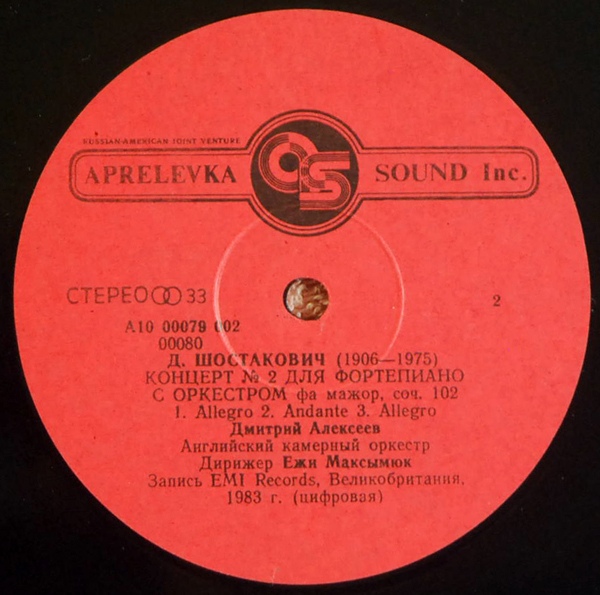 RUSSIAN-AMERICAN JOINT VENTURE
APRELEVKA SOUND Inc.
СТЕРЕО 33 2
А10 00079 002
00080
Д. ШОСТАКОВИЧ (1906—1975)
КОНЦЕРТ № 2 ДЛЯ ФОРТЕПИАНО
С ОРКЕСТРОМ фа мажор, соч. 102
1. Allegro 2. Andante 3. Allegro
Дмитрий Алексеев
Английский камерный оркестр
Дирижер Ежи Максымюк
Запись EMI Records, Великобритания,
1983 г. (цифровая)